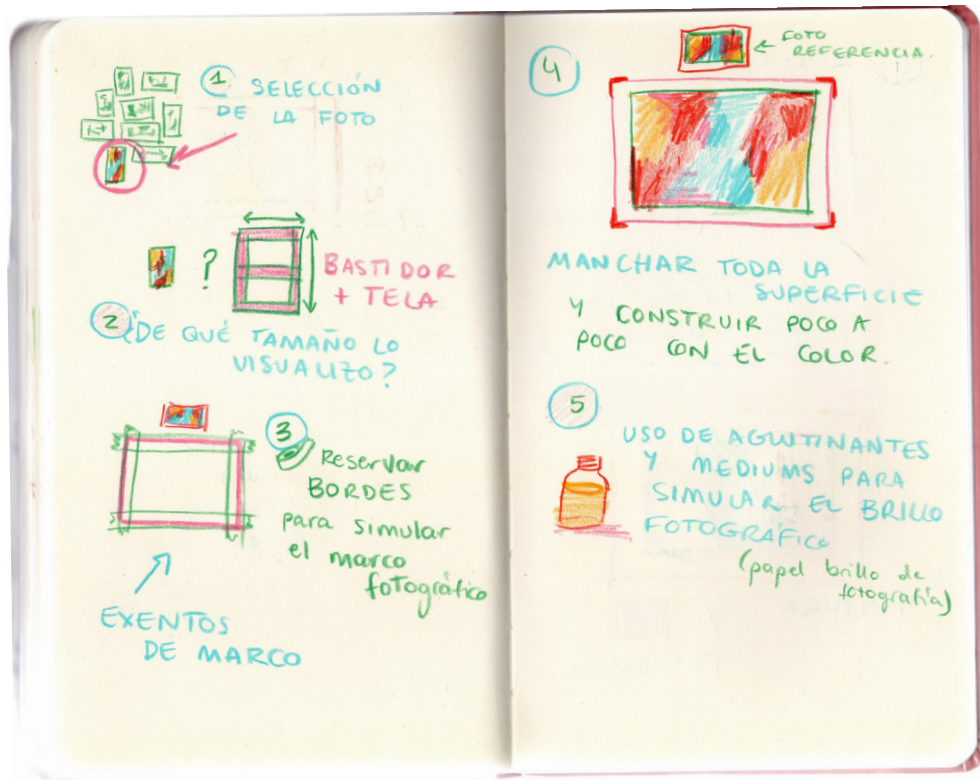 1 SELECCIÓN
DE LA FOTO
?
BASTIDOR
+ TELA
2 ¿DE QUÉ TAMAÑO LO
VISUALIZO?
3
Reservar
BORDES
para simular
el marco
fotográfico
EXENTOS
DE MARCO
4
FOTO
REFERENCIA.
MANCHAR TODA LA
SUPERFICIE
Y CONSTRUIR POCO A
POCO CON EL COLOR.
5
USO DE AGLUTINANTES
Y MEDIUMS PARA
SIMULAR EL BRILLO
FOTOGRÁFICO
(papel brillo de
fotografía)